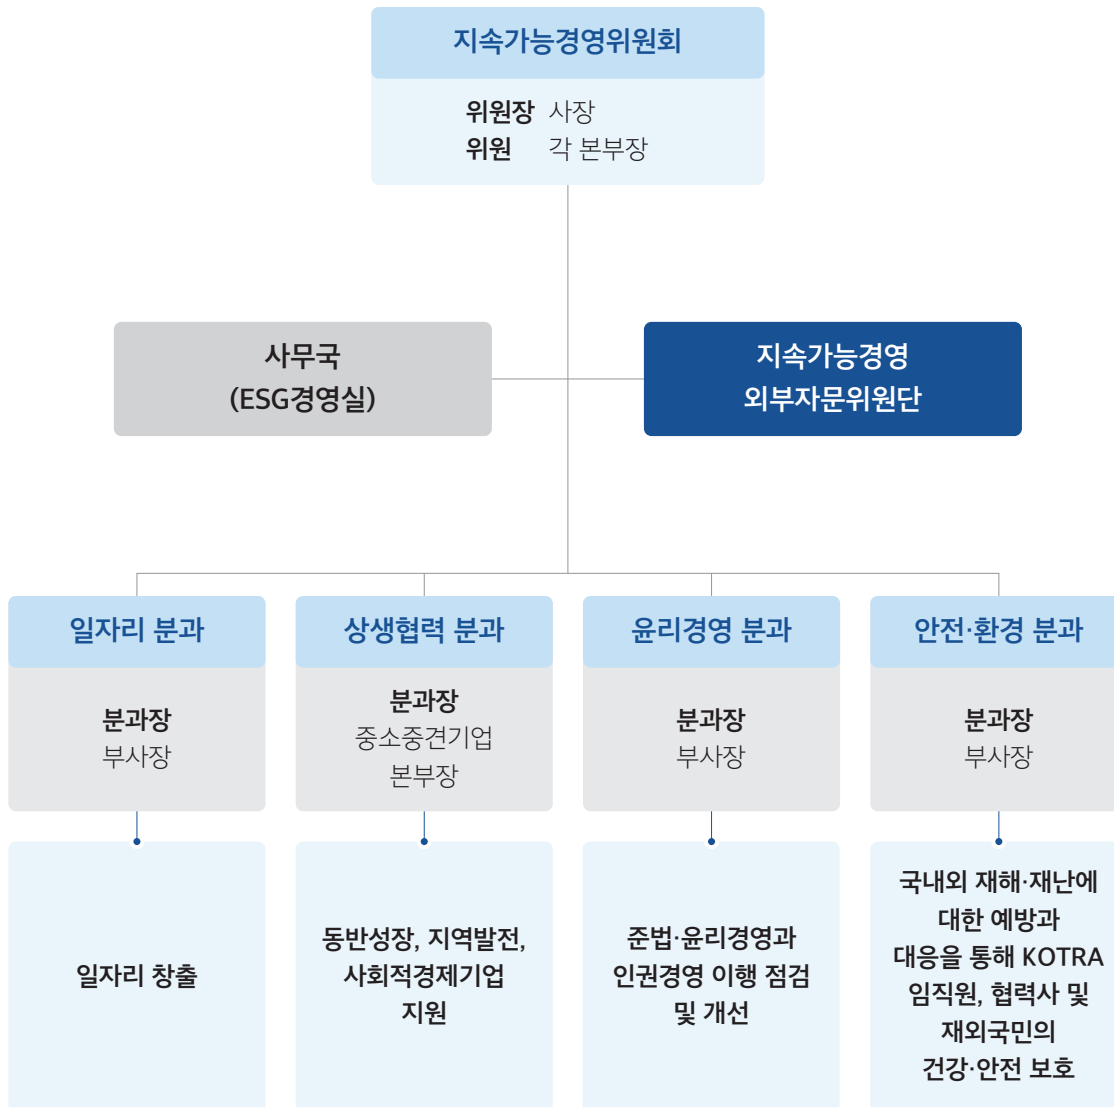 지속가능경영위원회
위원장 사장
위원 각 본부장
사무국
(ESG경영실)
지속가능경영
외부자문위원단
일자리 분과
분과장
부사장
일자리 창출
상생협력 분과
분과장
중소중견기업
본부장
동반성장, 지역발전,
사회적경제기업
지원
윤리경영 분과
분과장
부사장
준법·윤리경영과
인권경영 이행 점검
및 개선
안전·환경 분과
분과장
부사장
국내외 재해·재난에
대한 예방과
대응을 통해 KOTRA
임직원, 협력사 및
재외국민의
건강·안전 보호